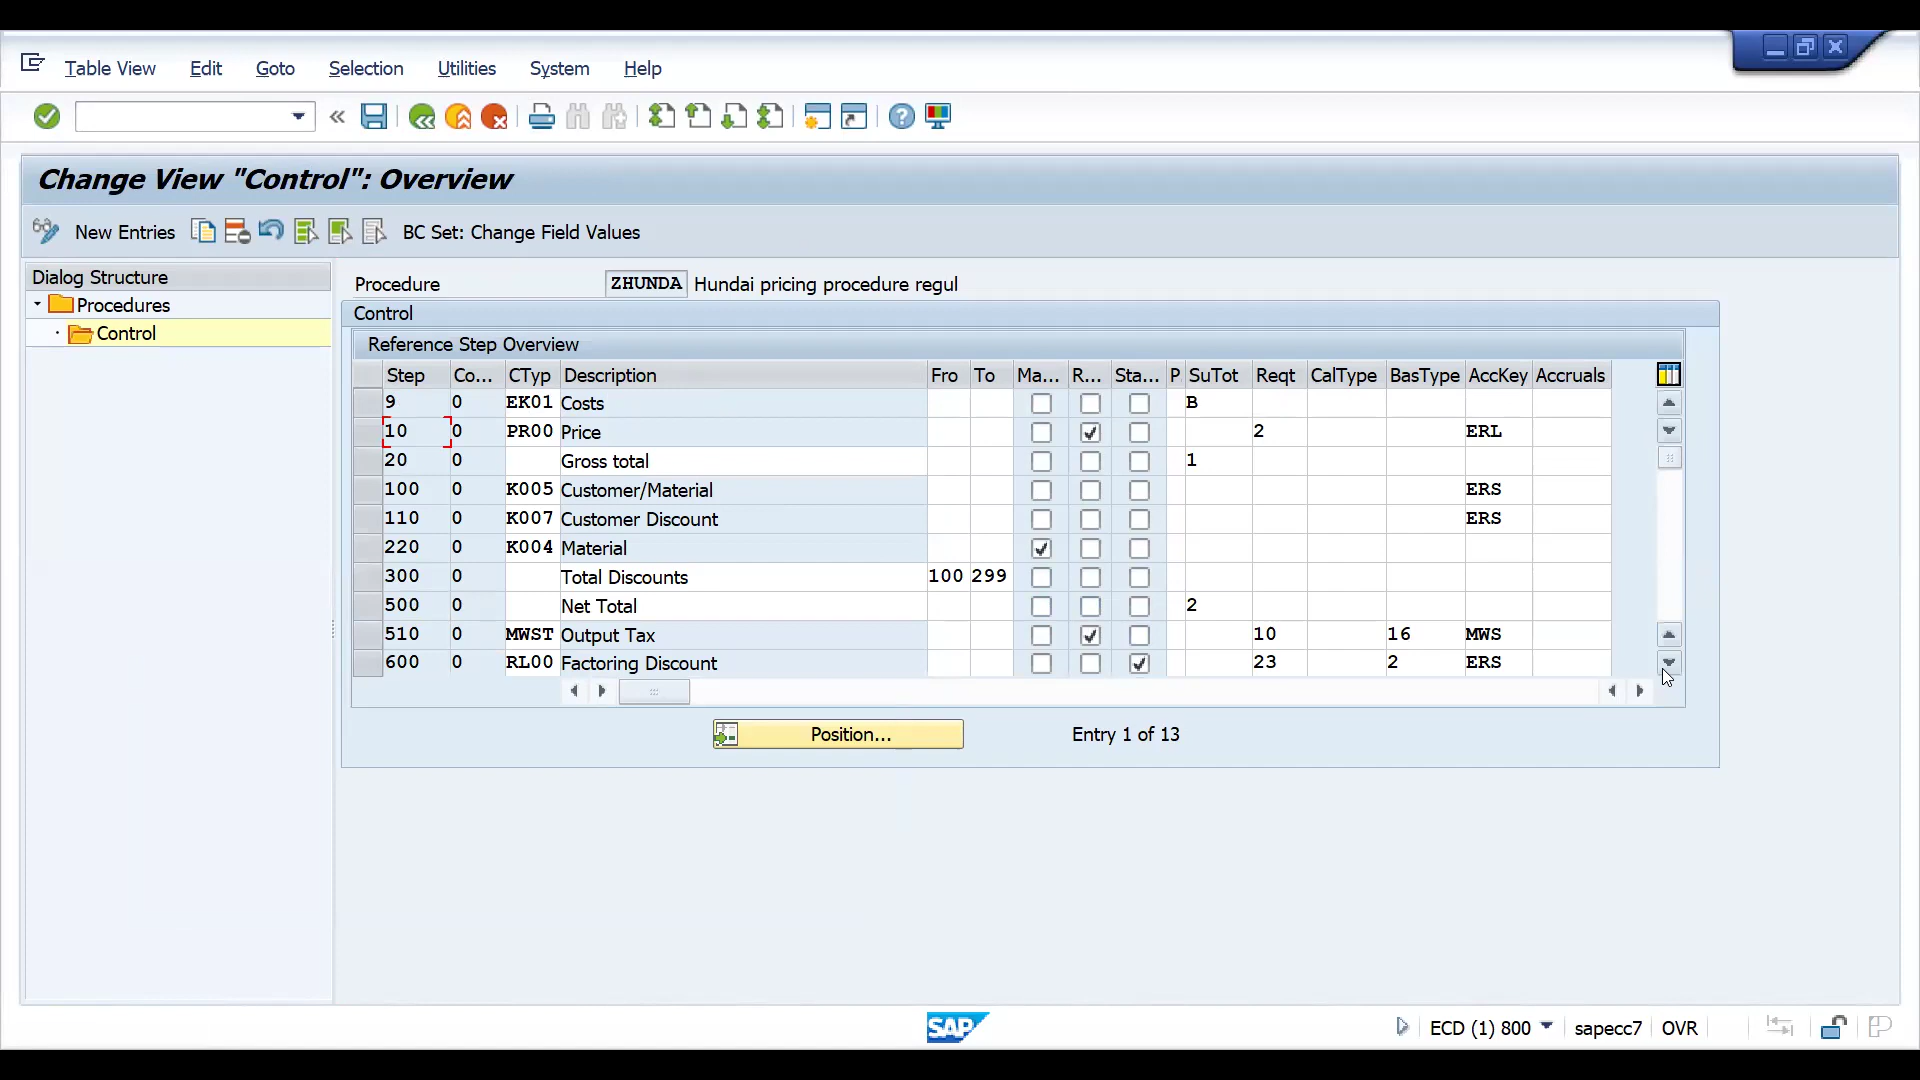 Table View Edit Goto Selection Utilities System Help
Change View "Control": Overview
New Entries BC Set: Change Field Values
Dialog Structure
Procedures
Control
Procedure ZHUNDA Hundai pricing procedure regul
Control
Reference Step Overview
Step Co... CTyp Description Fro To Ma... R... Sta... P SuTot Reqt CalType BasType AccKey Accruals
9 0 EK01 Costs B
10 0 PR00 Price 2 ERL
20 0 Gross total 1
100 0 K005 Customer/Material ERS
110 0 K007 Customer Discount ERS
220 0 K004 Material
300 0 Total Discounts 100 299
500 0 Net Total 2
510 0 MWST Output Tax 10 16 MWS
600 0 RL00 Factoring Discount 23 2 ERS
Position... Entry 1 of 13
SAP ECD (1) 800 sapecc7 OVR